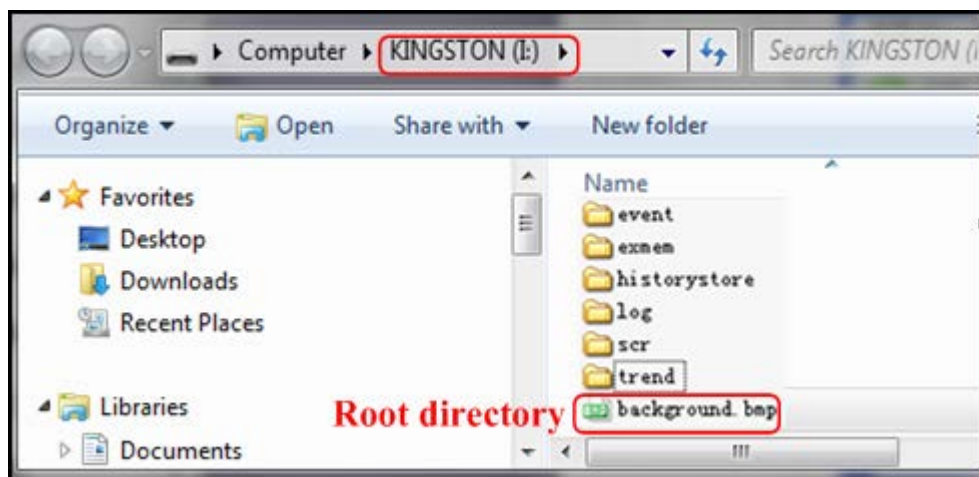 Computer KINGSTON (I:) Search KINGSTON (I
Organize Open Share with New folder
Favorites
Desktop
Downloads
Recent Places
Libraries
Documents
Name
event
exmem
historystore
log
scr
trend
background.bmp
Root directory